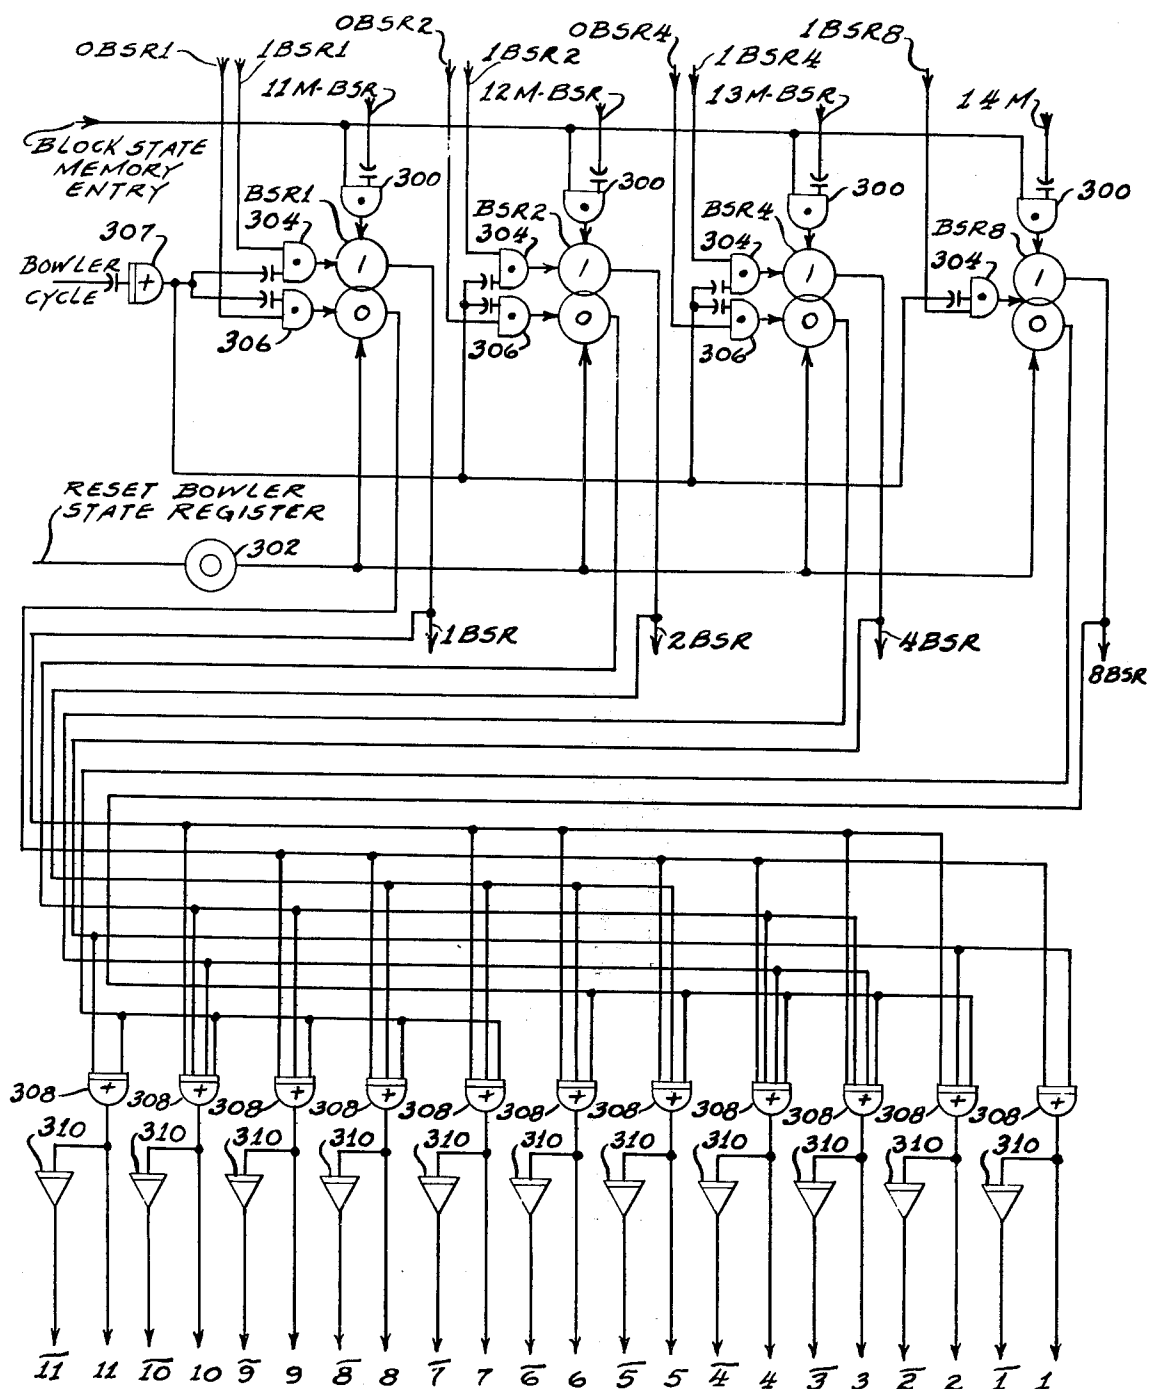 0BSR1
1BSR1
0BSR2
1BSR2
0BSR4
1BSR4
1BSR8
11M-BSR
12M-BSR
13M-BSR
14M
BLOCK STATE
MEMORY
ENTRY
300
300
300
300
BSR1
BSR2
BSR4
BSR8
304
304
304
304
307
BOWLER
CYCLE
+
•
•
•
•
1
1
1
1
•
•
•
•
•
•
•
0
0
0
0
306
306
306
RESET BOWLER
STATE REGISTER
302
1BSR
2BSR
4BSR
8BSR
308 +
308 +
308 +
308 +
308 +
308 +
308 +
308 +
308 +
308 +
308 +
310
310
310
310
310
310
310
310
310
310
310
1̅1̅ 11 1̅0̅ 10 9̅ 9 8̅ 8 7̅ 7 6̅ 6 5̅ 5 4̅ 4 3̅ 3 2̅ 2 1̅ 1